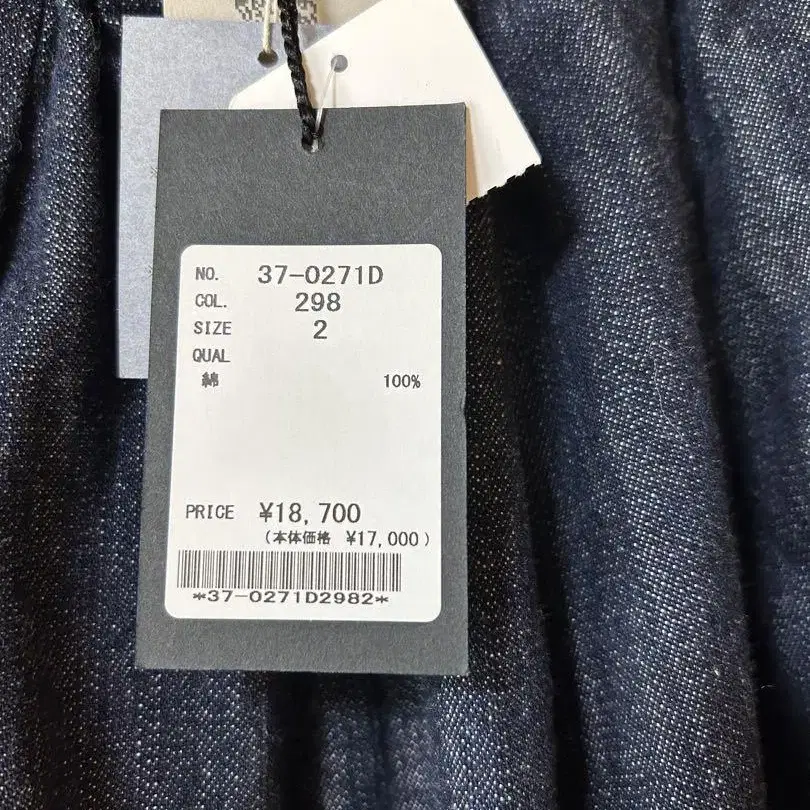 NO. 37-0271D
COL. 298
SIZE 2
QUAL
綿 100%
PRICE ¥18,700
(本体価格 ¥17,000)
*37-0271D2982*